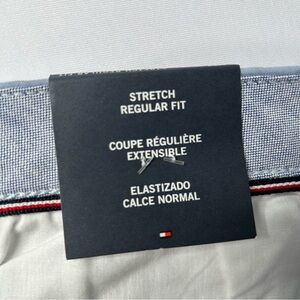 STRETCH
REGULAR FIT
COUPE RÉGULIÈRE
EXTENSIBLE
ELASTIZADO
CALCE NORMAL